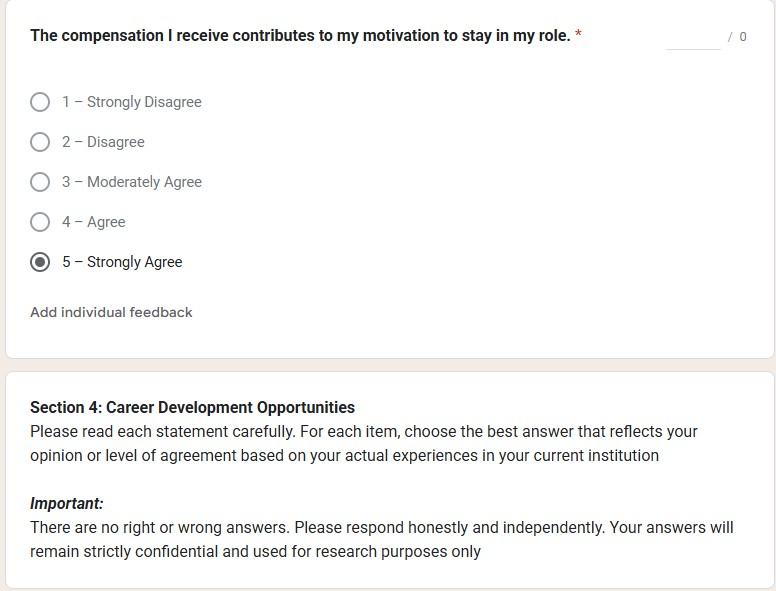 The compensation I receive contributes to my motivation to stay in my role. * / 0
1 – Strongly Disagree
2 – Disagree
3 – Moderately Agree
4 – Agree
5 – Strongly Agree
Add individual feedback
Section 4: Career Development Opportunities
Please read each statement carefully. For each item, choose the best answer that reflects your
opinion or level of agreement based on your actual experiences in your current institution
Important:
There are no right or wrong answers. Please respond honestly and independently. Your answers will
remain strictly confidential and used for research purposes only